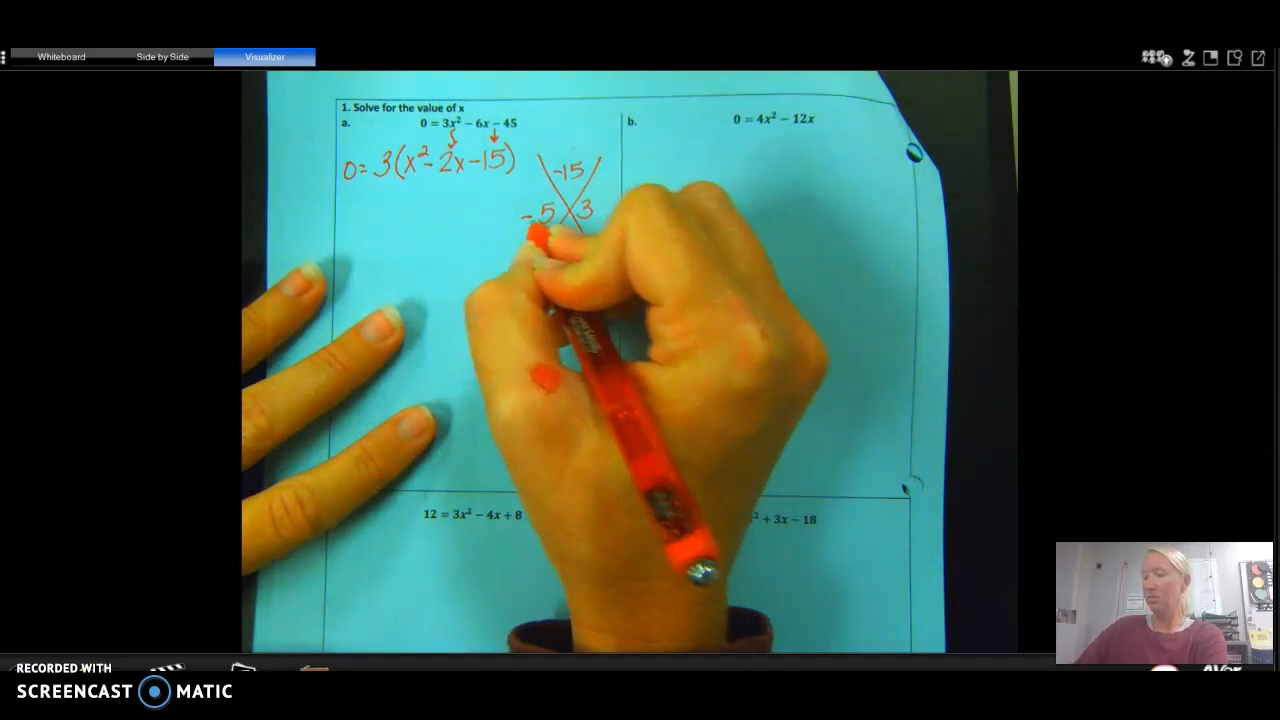 Whiteboard Side by Side Visualizer
1. Solve for the value of x
a. 0 = 3x² − 6x − 45
b. 0 = 4x² − 12x
0 = 3(x² - 2x - 15)
-15
-5 3
12 = 3x² − 4x + 8
² + 3x − 18
RECORDED WITH
SCREENCAST MATIC